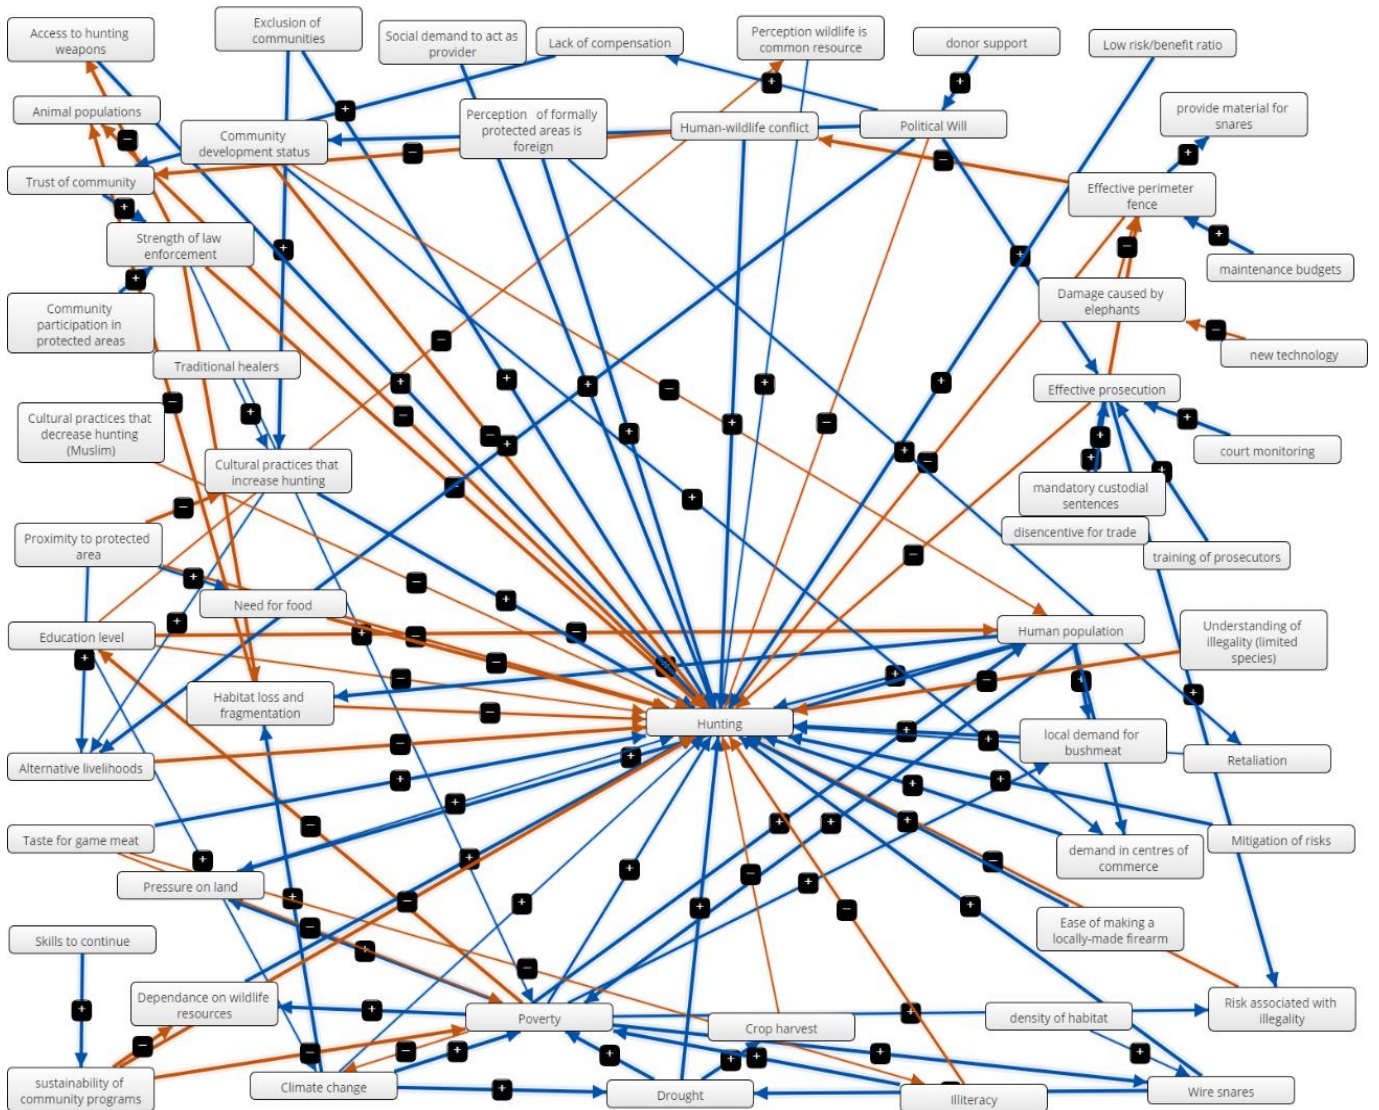 Access to hunting
weapons
Exclusion of
communities
Social demand to act as
provider
Lack of compensation
Perception wildlife is
common resource
donor support
Low risk/benefit ratio
Animal populations
Community
development status
Perception of formally
protected areas is
foreign
Human-wildlife conflict
Political Will
provide material for
snares
Trust of community
Effective perimeter
fence
Strength of law
enforcement
maintenance budgets
Community
participation in
protected areas
Damage caused by
elephants
new technology
Traditional healers
Effective prosecution
Cultural practices that
decrease hunting
(Muslim)
court monitoring
Cultural practices that
increase hunting
mandatory custodial
sentences
disencentive for trade
training of prosecutors
Proximity to protected
area
Need for food
Education level
Human population
Understanding of
illegality (limited
species)
Habitat loss and
fragmentation
Hunting
local demand for
bushmeat
Retaliation
Alternative livelihoods
Taste for game meat
Mitigation of risks
demand in centres of
commerce
Pressure on land
Ease of making a
locally-made firearm
Skills to continue
Dependance on wildlife
resources
Poverty
Crop harvest
density of habitat
Risk associated with
illegality
sustainability of
community programs
Climate change
Drought
Illiteracy
Wire snares